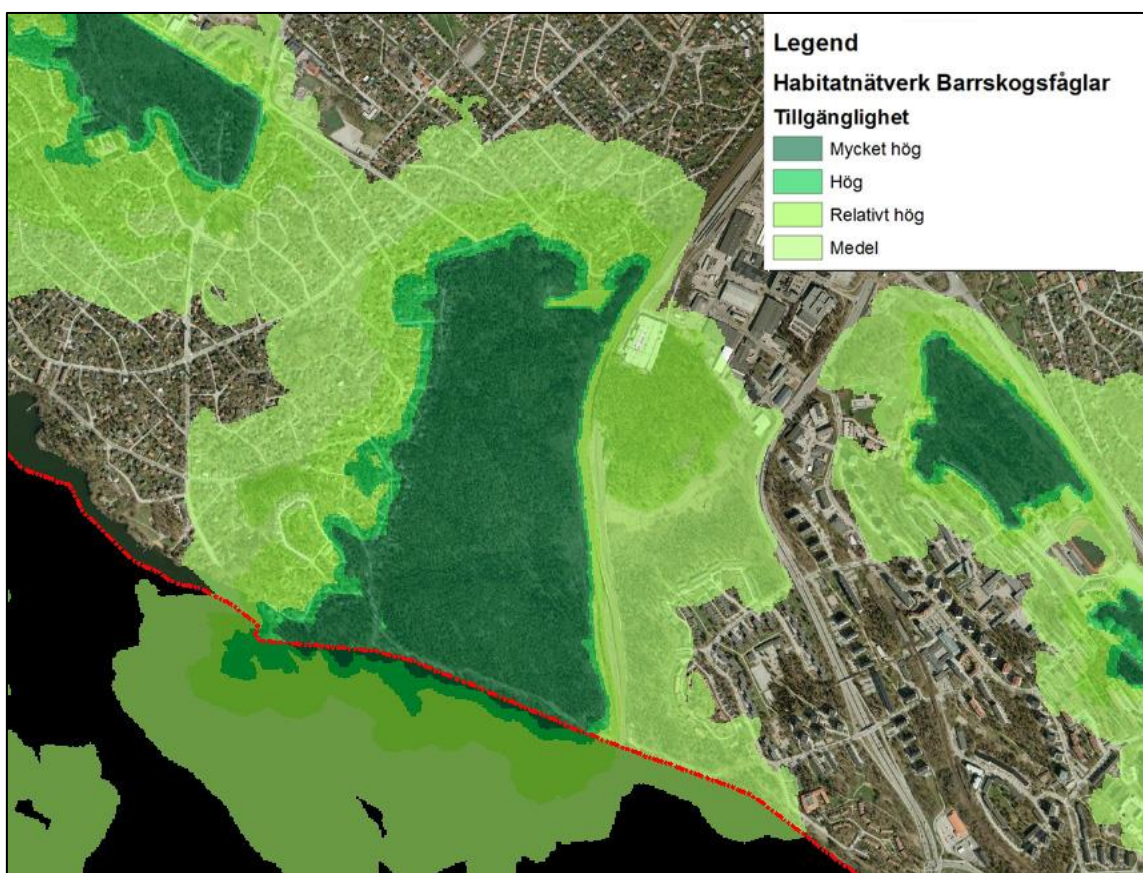 Legend
Habitatnätverk Barrskogsfåglar
Tillgänglighet
Mycket hög
Hög
Relativt hög
Medel